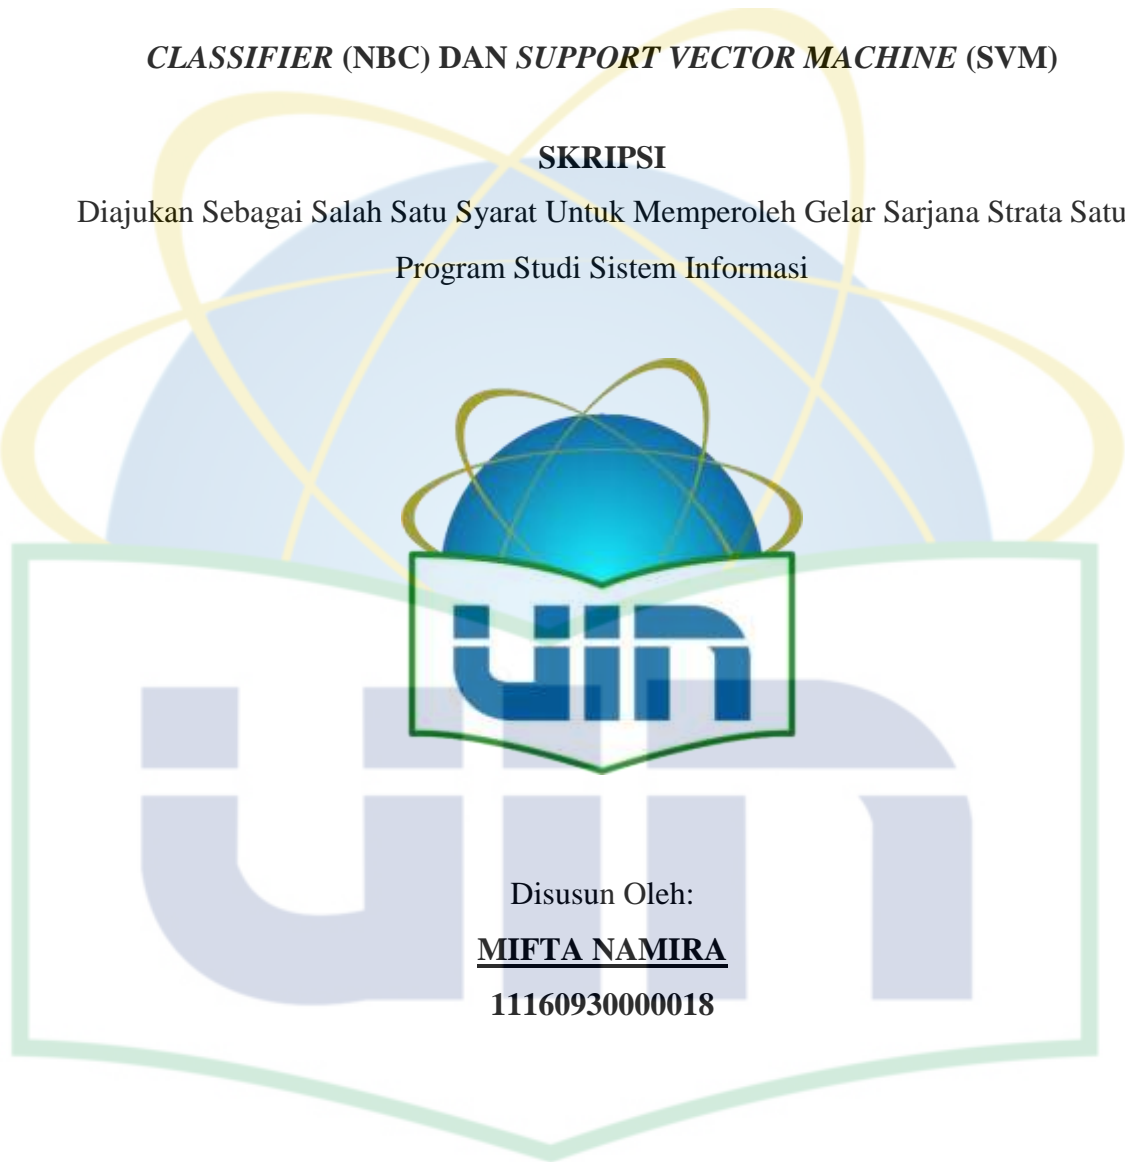 CLASSIFIER (NBC) DAN SUPPORT VECTOR MACHINE (SVM)
SKRIPSI
Diajukan Sebagai Salah Satu Syarat Untuk Memperoleh Gelar Sarjana Strata Satu
Program Studi Sistem Informasi
uin
Disusun Oleh:
MIFTA NAMIRA
11160930000018